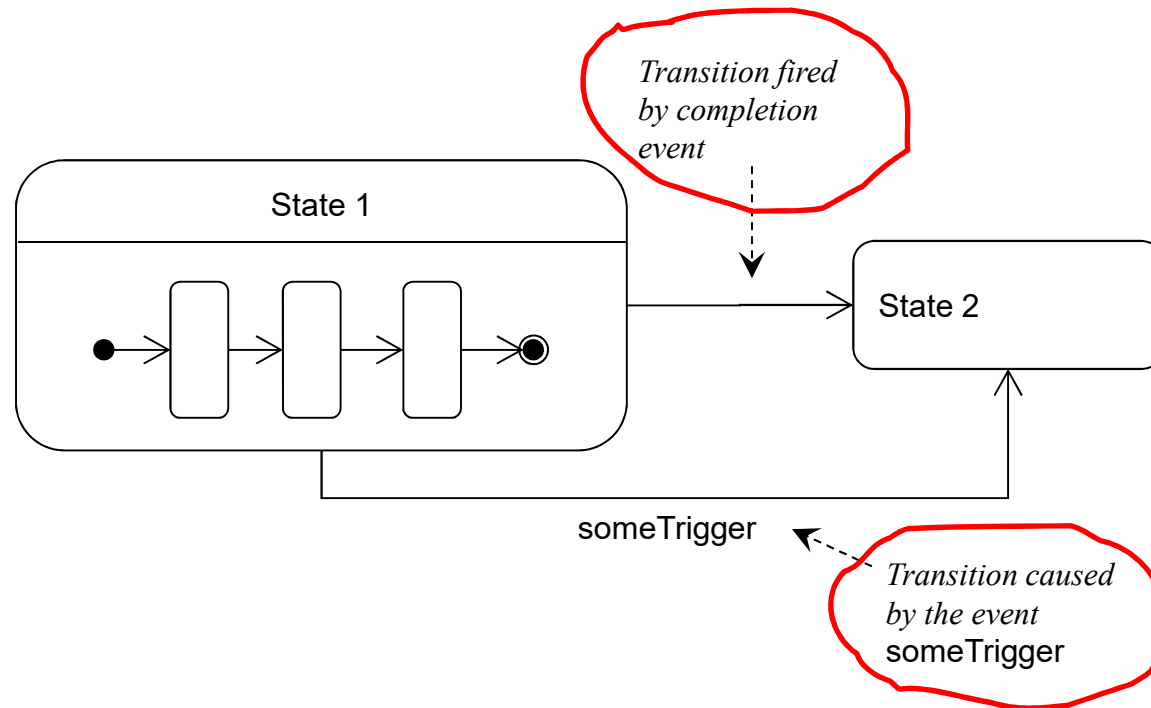 Transition fired
by completion
event
State 1
State 2
someTrigger
Transition caused
by the event
someTrigger